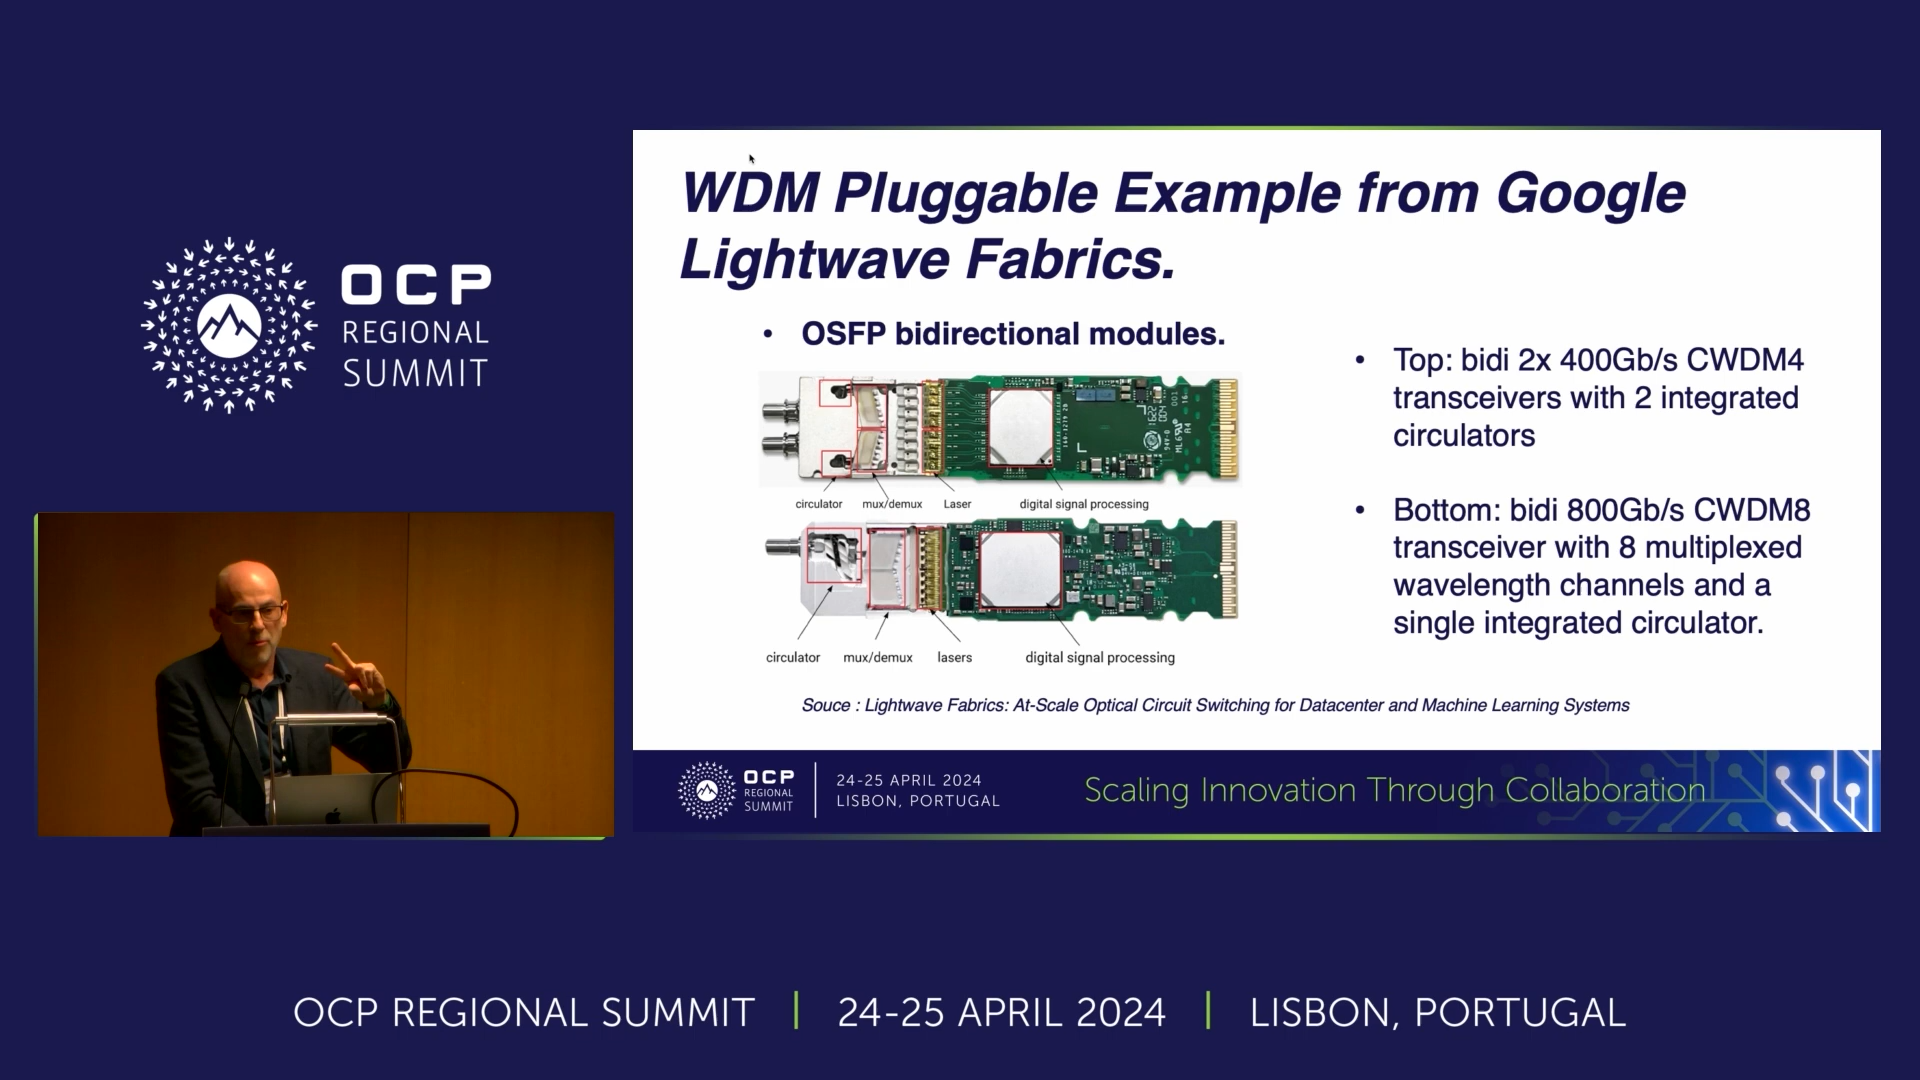 OCP
REGIONAL
SUMMIT
WDM Pluggable Example from Google
Lightwave Fabrics.
• OSFP bidirectional modules.
circulator mux/demux Laser digital signal processing
circulator mux/demux lasers digital signal processing
• Top: bidi 2x 400Gb/s CWDM4
transceivers with 2 integrated
circulators
• Bottom: bidi 800Gb/s CWDM8
transceiver with 8 multiplexed
wavelength channels and a
single integrated circulator.
Souce : Lightwave Fabrics: At-Scale Optical Circuit Switching for Datacenter and Machine Learning Systems
OCP
REGIONAL
SUMMIT
24-25 APRIL 2024
LISBON, PORTUGAL
Scaling Innovation Through Collaboration
OCP REGIONAL SUMMIT | 24-25 APRIL 2024 | LISBON, PORTUGAL